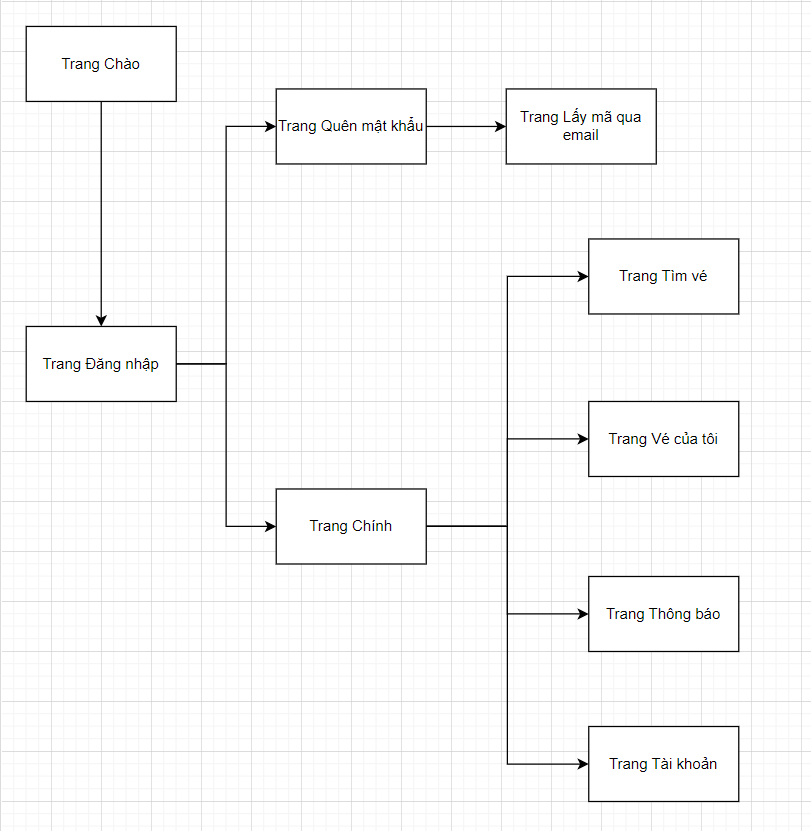 Trang Chào
Trang Quên mật khẩu
Trang Lấy mã qua
email
Trang Tìm vé
Trang Đăng nhập
Trang Vé của tôi
Trang Chính
Trang Thông báo
Trang Tài khoản